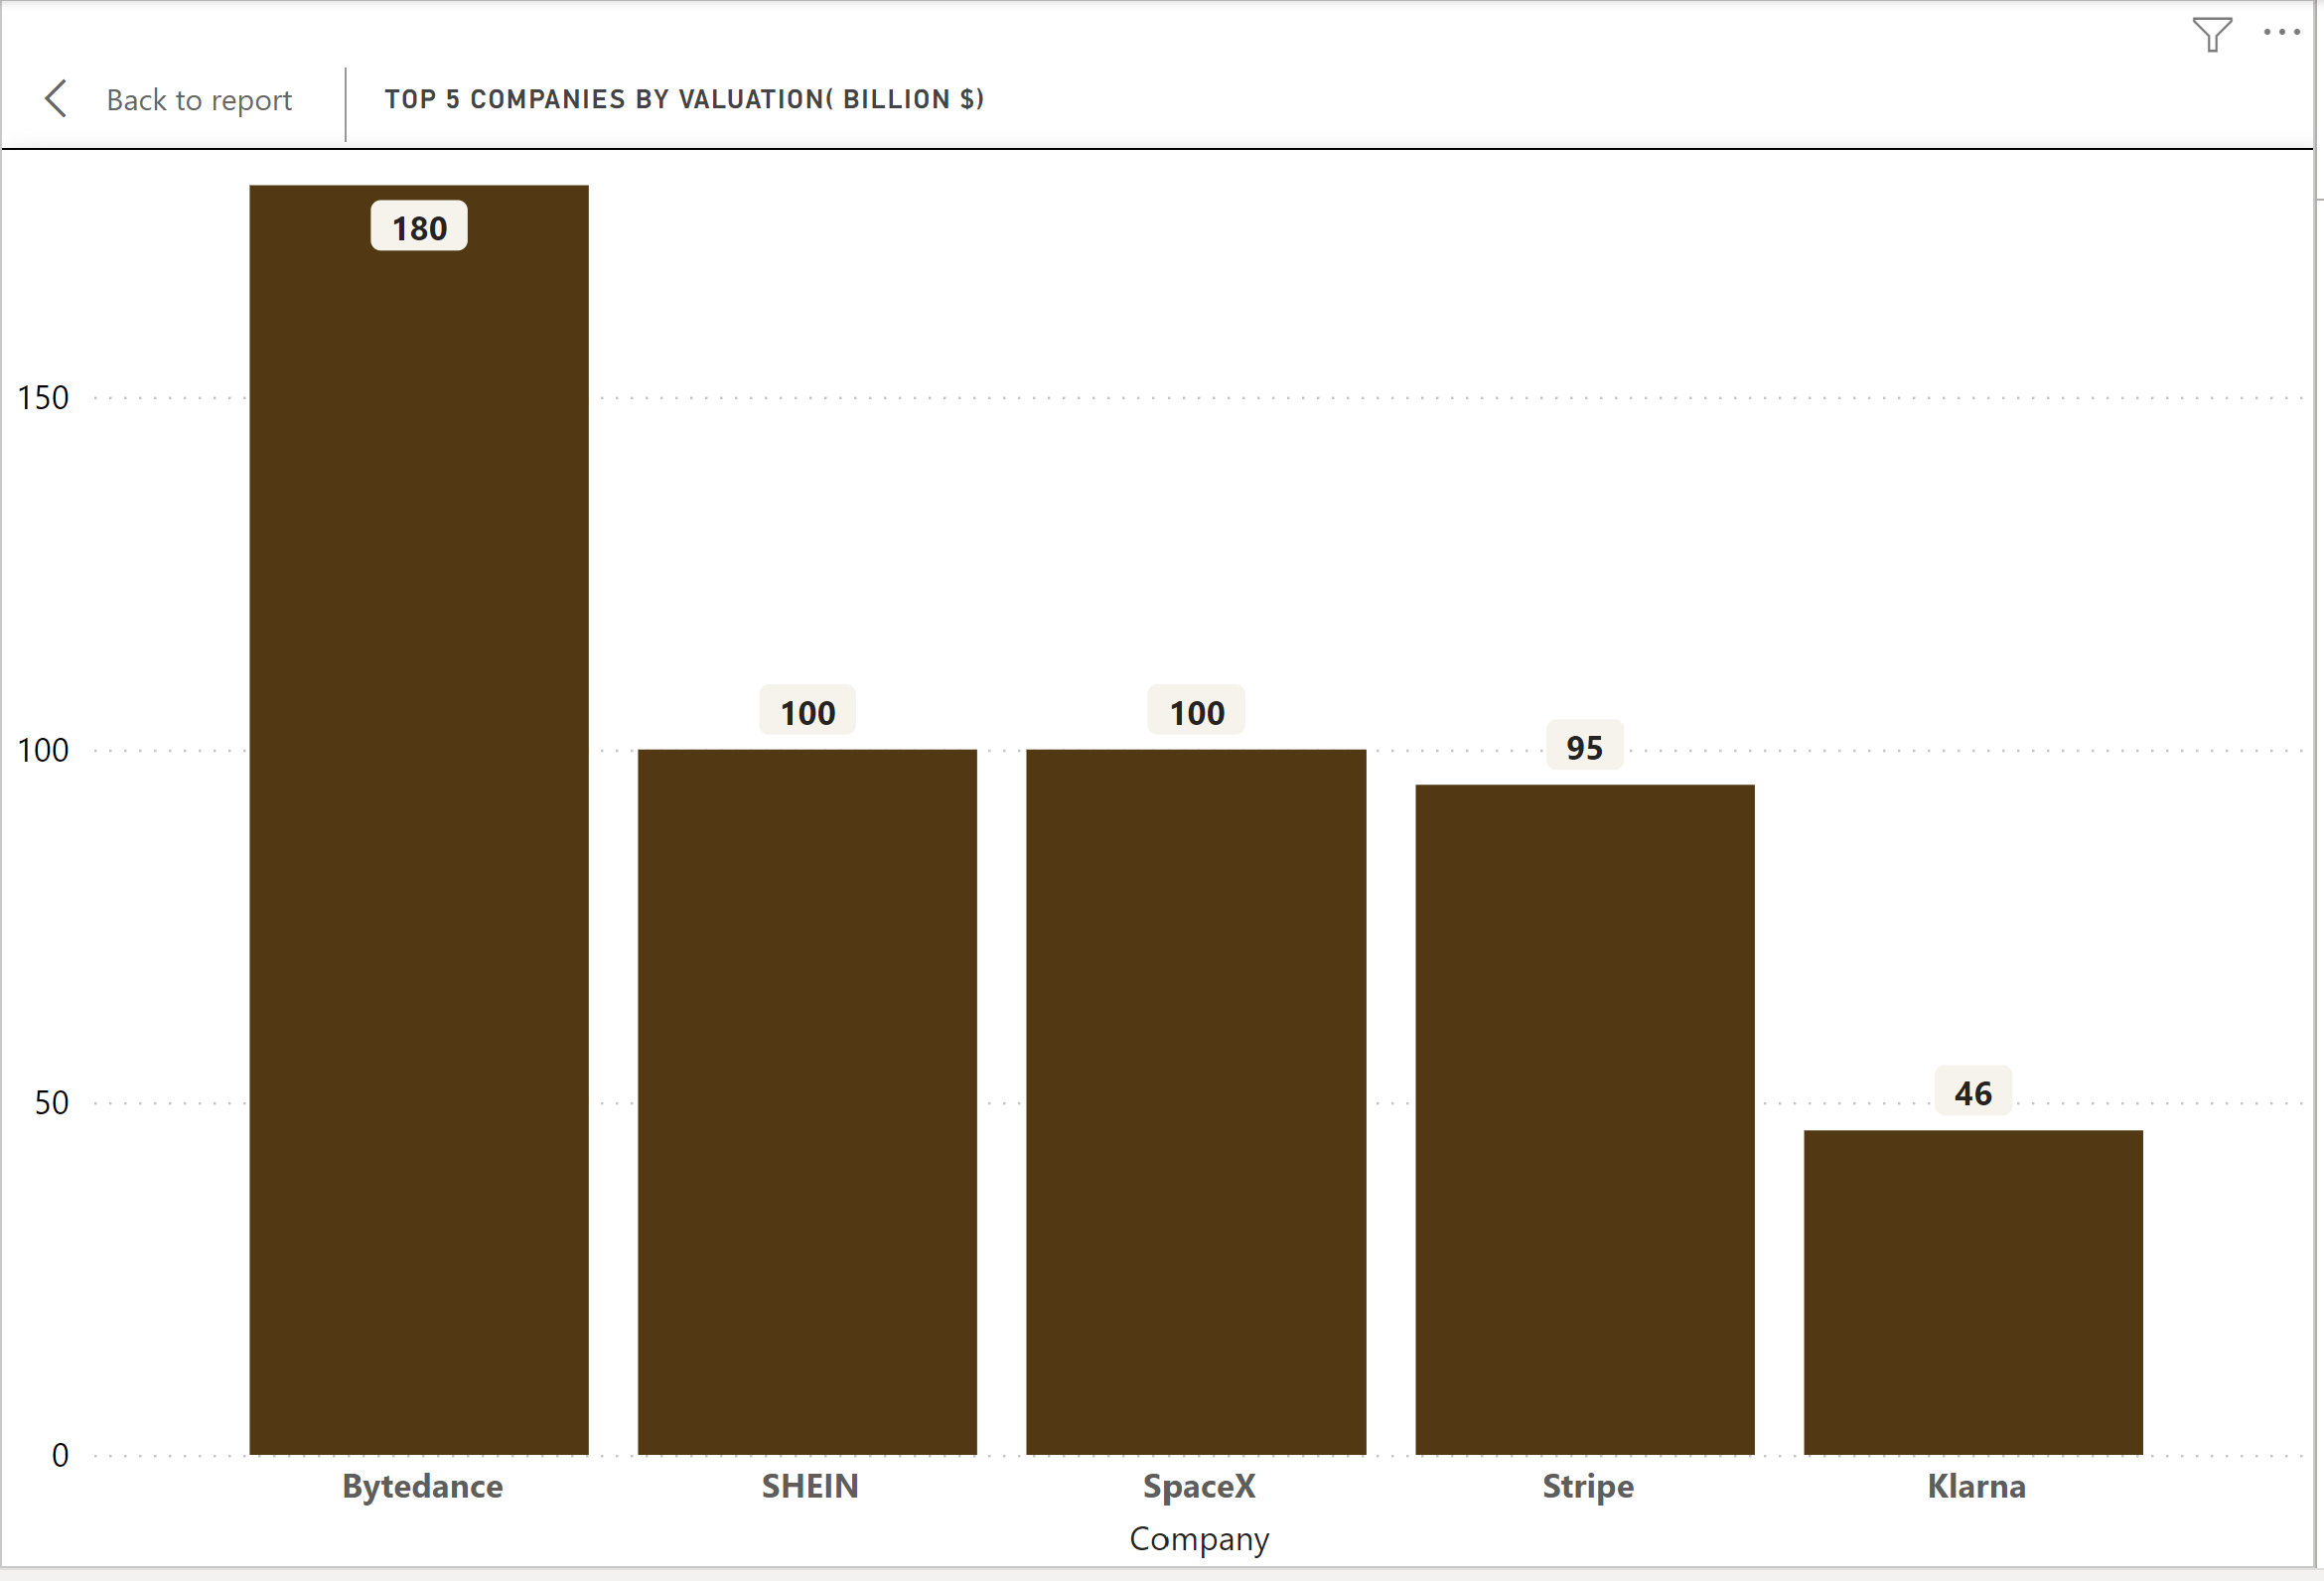 Back to report
TOP 5 COMPANIES BY VALUATION( BILLION $)
180
150
100
100
100
95
50
46
0
Bytedance SHEIN SpaceX Stripe Klarna
Company